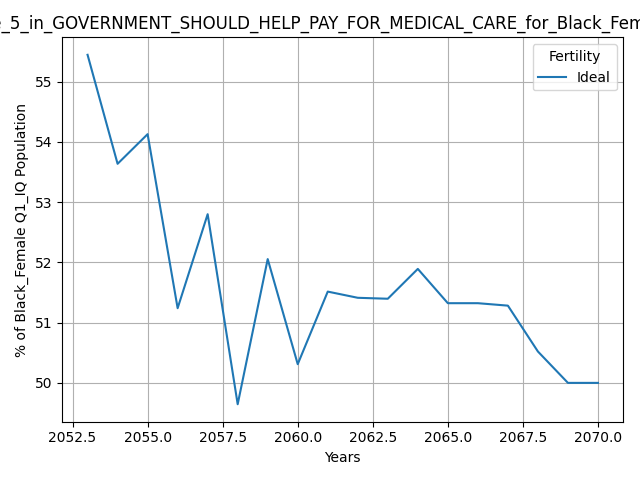 _5_in_GOVERNMENT_SHOULD_HELP_PAY_FOR_MEDICAL_CARE_for_Black_Fem
Fertility
Ideal
% of Black_Female Q1_IQ Population
55
54
53
52
51
50
2052.5 2055.0 2057.5 2060.0 2062.5 2065.0 2067.5 2070.0
Years